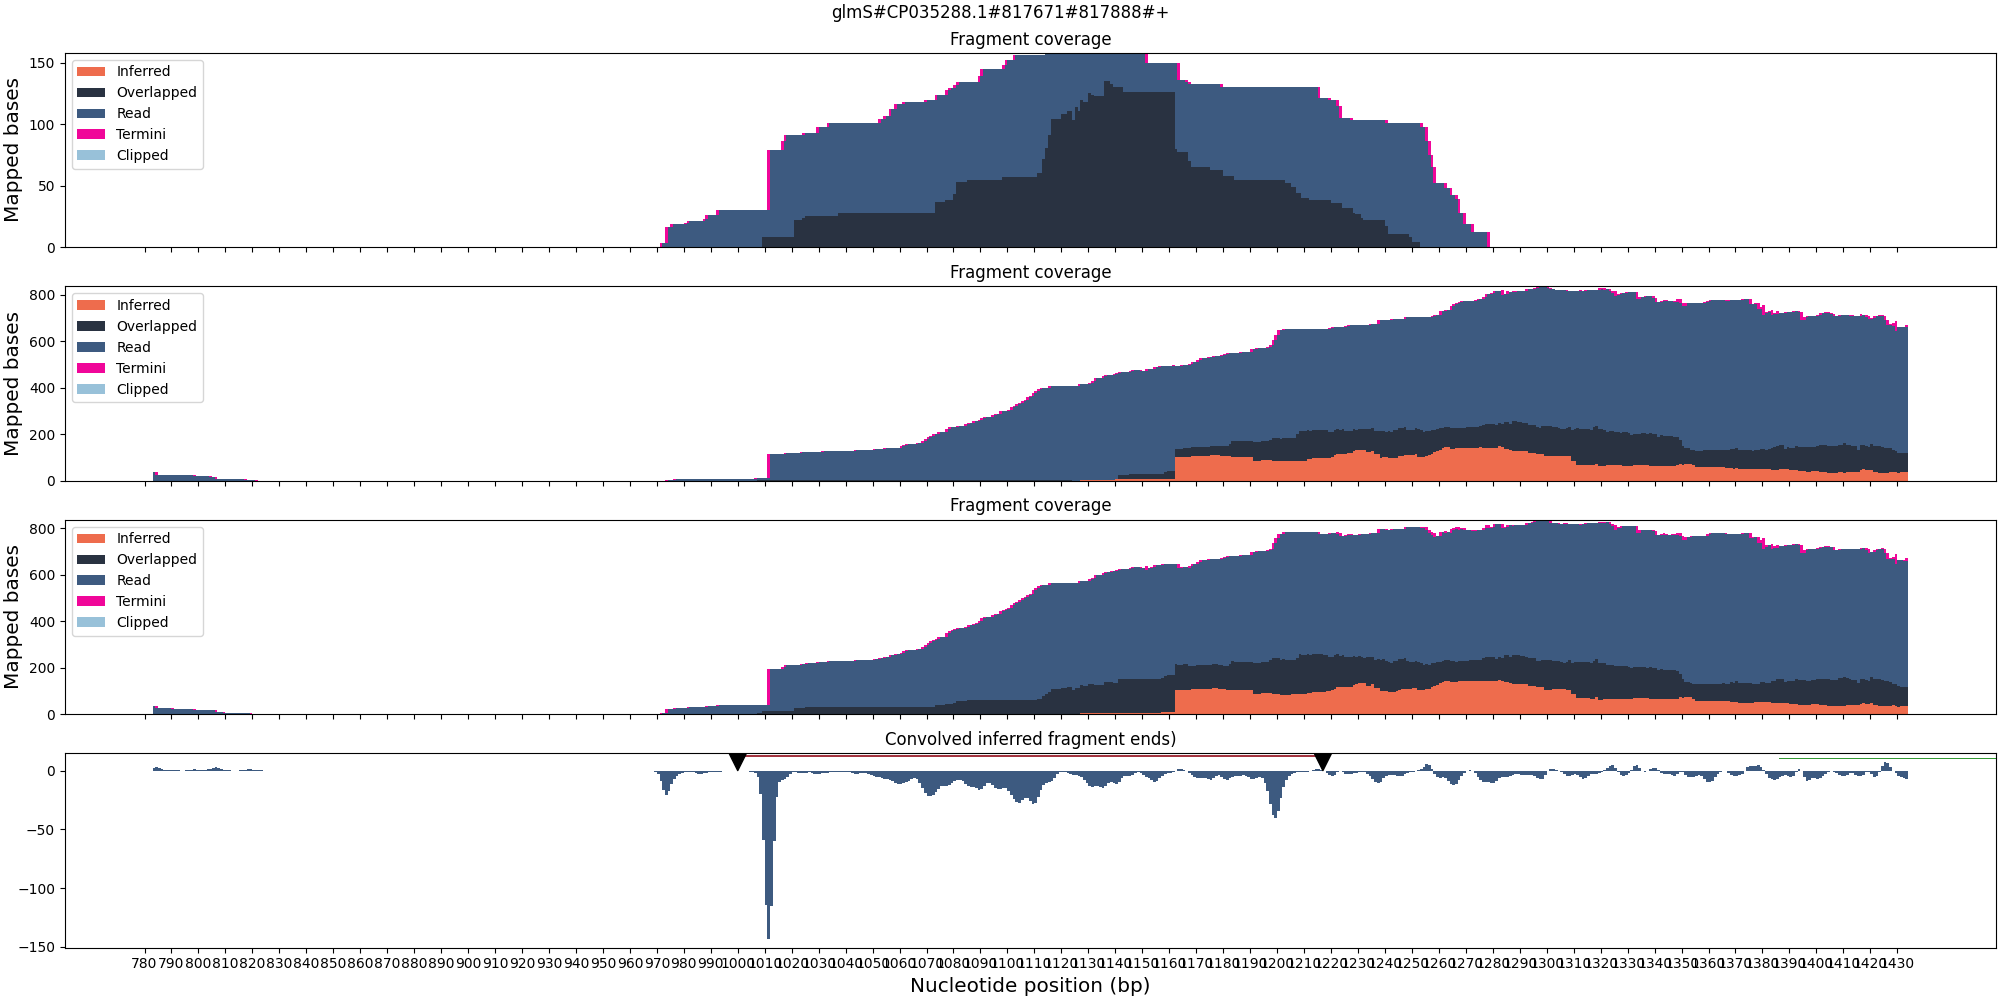 glmS#CP035288.1#817671#817888#+
Fragment coverage
Mapped bases
150
100
50
0
Inferred
Overlapped
Read
Termini
Clipped
Fragment coverage
Mapped bases
800
600
400
200
0
Inferred
Overlapped
Read
Termini
Clipped
Fragment coverage
Mapped bases
800
600
400
200
0
Inferred
Overlapped
Read
Termini
Clipped
Convolved inferred fragment ends)
0
−50
−100
−150
780 790 800 810 820 830 840 850 860 870 880 890 900 910 920 930 940 950 960 970 980 990 1000 1010 1020 1030 1040 1050 1060 1070 1080 1090 1100 1110 1120 1130 1140 1150 1160 1170 1180 1190 1200 1210 1220 1230 1240 1250 1260 1270 1280 1290 1300 1310 1320 1330 1340 1350 1360 1370 1380 1390 1400 1410 1420 1430
Nucleotide position (bp)